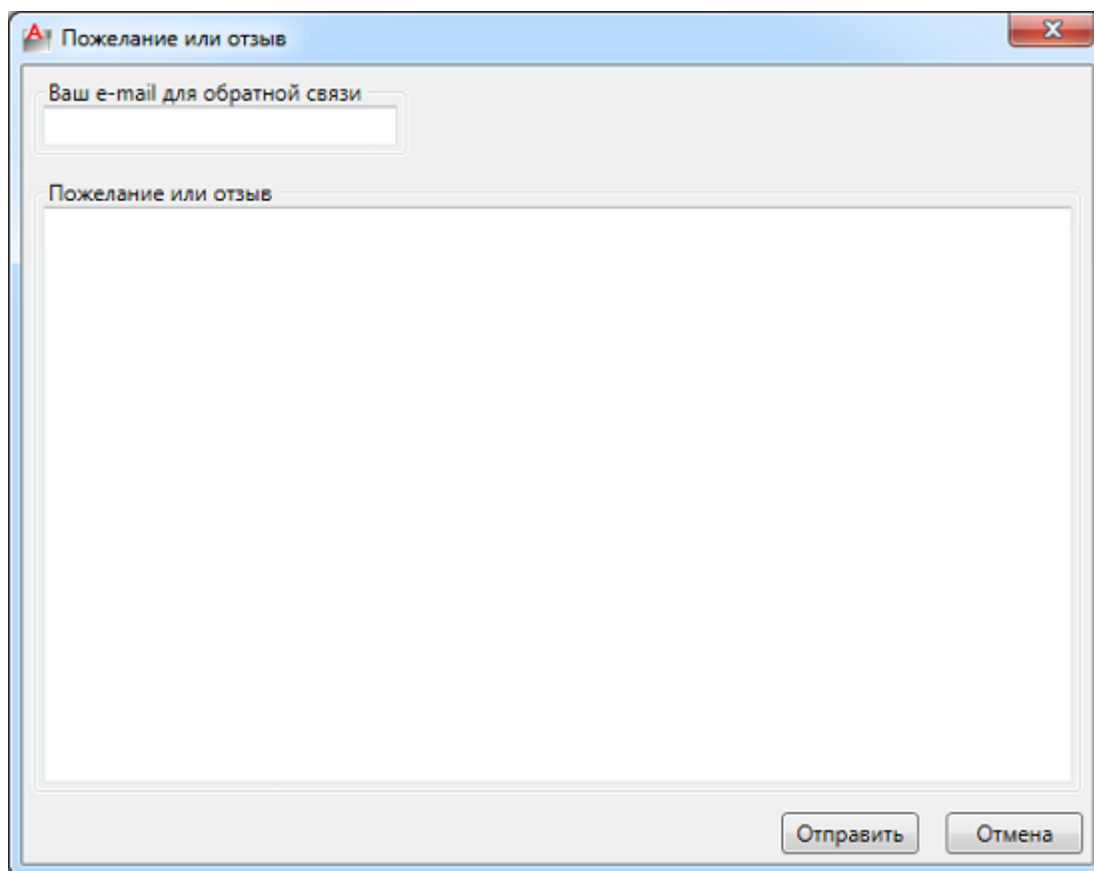 Пожелание или отзыв
Ваш e-mail для обратной связи
Пожелание или отзыв
Отправить Отмена